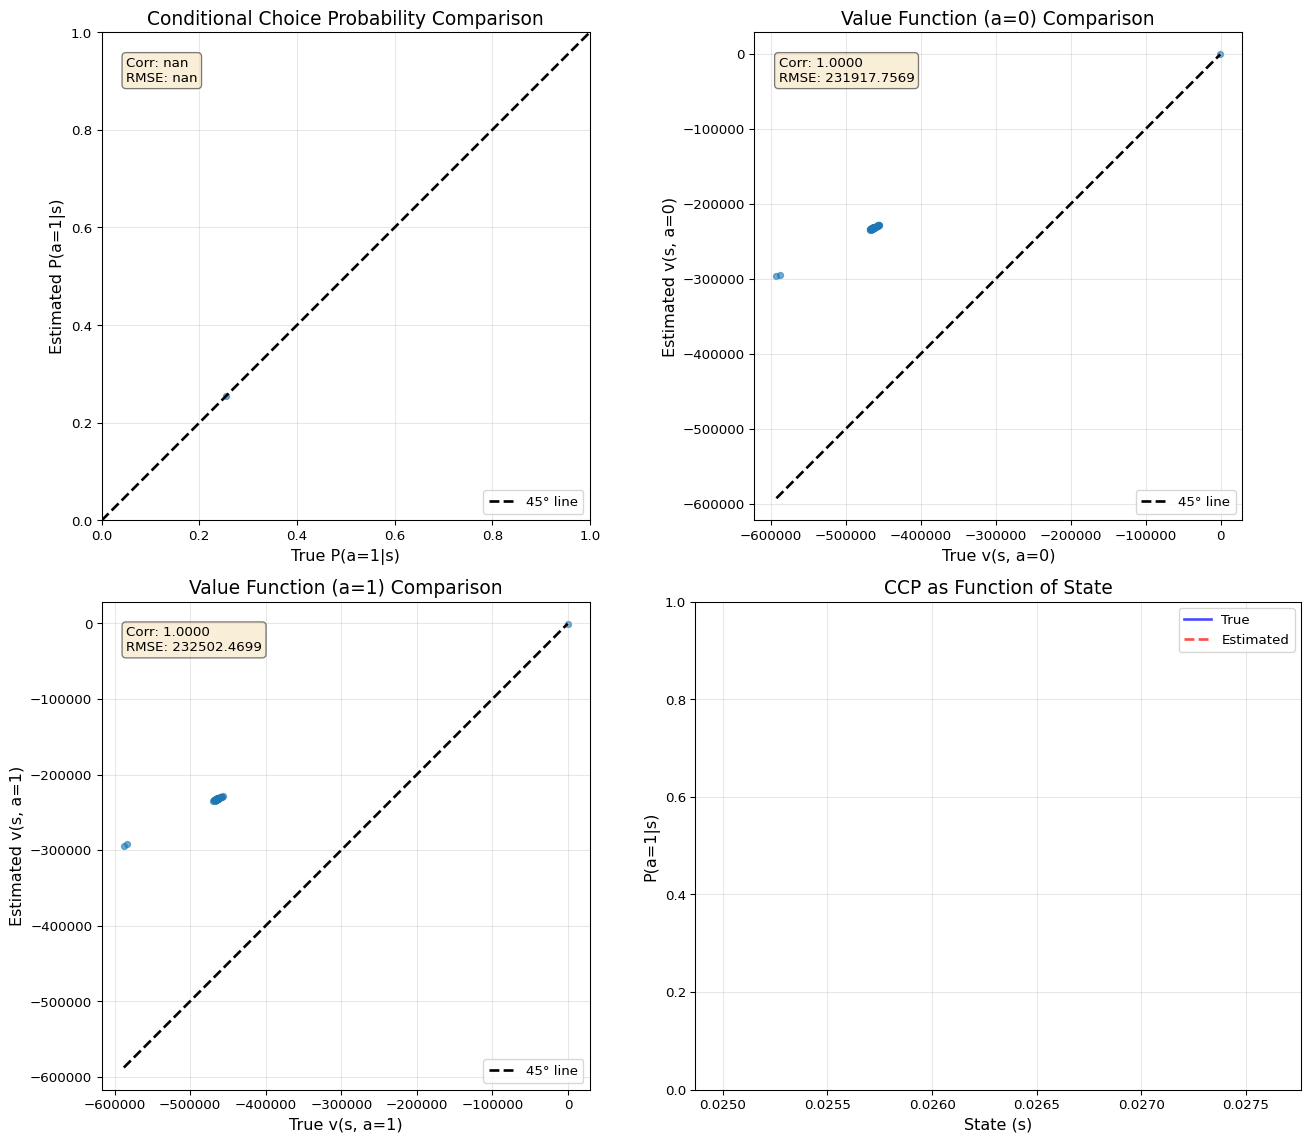 Conditional Choice Probability Comparison
Corr: nan
RMSE: nan
1.0
0.8
0.6
0.4
0.2
0.0
Estimated P(a=1|s)
45° line
0.0 0.2 0.4 0.6 0.8 1.0
True P(a=1|s)
Value Function (a=0) Comparison
Corr: 1.0000
RMSE: 231917.7569
0
−100000
−200000
−300000
−400000
−500000
−600000
Estimated v(s, a=0)
45° line
−600000 −500000 −400000 −300000 −200000 −100000 0
True v(s, a=0)
Value Function (a=1) Comparison
Corr: 1.0000
RMSE: 232502.4699
0
−100000
−200000
−300000
−400000
−500000
−600000
Estimated v(s, a=1)
45° line
−600000 −500000 −400000 −300000 −200000 −100000 0
True v(s, a=1)
CCP as Function of State
True
Estimated
1.0
0.8
0.6
0.4
0.2
0.0
P(a=1|s)
0.0250 0.0255 0.0260 0.0265 0.0270 0.0275
State (s)